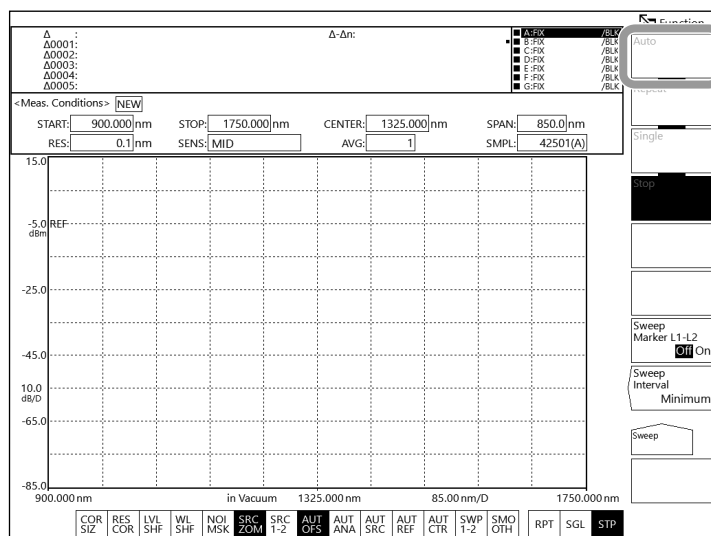 Function
Δ : Δ-Δn:
Δ0001:
Δ0002:
Δ0003:
Δ0004:
Δ0005:
A:FIX /BLK
B:FIX /BLK
C:FIX /BLK
D:FIX /BLK
E:FIX /BLK
F:FIX /BLK
G:FIX /BLK
Auto
Repeat
Single
Stop
Sweep
Marker L1-L2
Off On
Sweep
Interval
Minimum
Sweep
<Meas. Conditions> NEW
START: 900.000 nm STOP: 1750.000 nm CENTER: 1325.000 nm SPAN: 850.0 nm
RES: 0.1 nm SENS: MID AVG: 1 SMPL: 42501(A)
15.0
-5.0 REF
dBm
-25.0
-45.0
10.0
dB/D
-65.0
-85.0
900.000 nm in Vacuum 1325.000 nm 85.00 nm/D 1750.000 nm
COR SIZ RES COR LVL SHF WL SHF NOI MSK SRC ZOM SRC 1-2 AUT OFS AUT ANA AUT SRC AUT REF AUT CTR SWP 1-2 SMO OTH RPT SGL STP